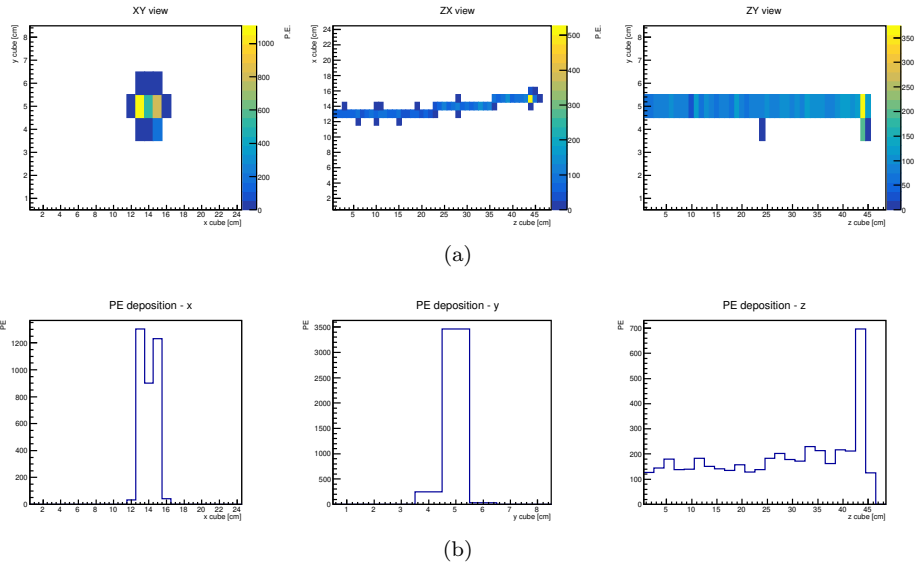 XY view
y cube [cm]
8
7
6
5
4
3
2
1
2 4 6 8 10 12 14 16 18 20 22 24
x cube [cm]
1000
800
600
400
200
0
P.E.
ZX view
x cube [cm]
24
22
20
18
16
14
12
10
8
6
4
2
5 10 15 20 25 30 35 40 45
z cube [cm]
500
400
300
200
100
0
P.E.
ZY view
y cube [cm]
8
7
6
5
4
3
2
1
5 10 15 20 25 30 35 40 45
z cube [cm]
350
300
250
200
150
100
50
0
(a)
PE deposition - x
PE
1200
1000
800
600
400
200
0
2 4 6 8 10 12 14 16 18 20 22 24
x cube [cm]
PE deposition - y
PE
3500
3000
2500
2000
1500
1000
500
0
1 2 3 4 5 6 7 8
y cube [cm]
PE deposition - z
PE
700
600
500
400
300
200
100
0
5 10 15 20 25 30 35 40 45
z cube [cm]
(b)